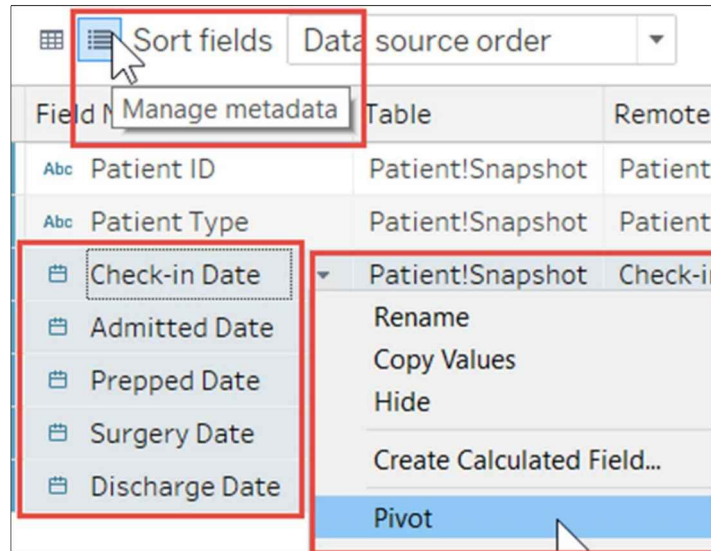 Sort fields Data source order
Manage metadata
Field Table Remote
Abc Patient ID Patient!Snapshot Patient
Abc Patient Type Patient!Snapshot Patient
Check-in Date Patient!Snapshot
Rename
Admitted Date
Copy Values
Prepped Date
Hide
Surgery Date
Create Calculated Field...
Discharge Date
Pivot